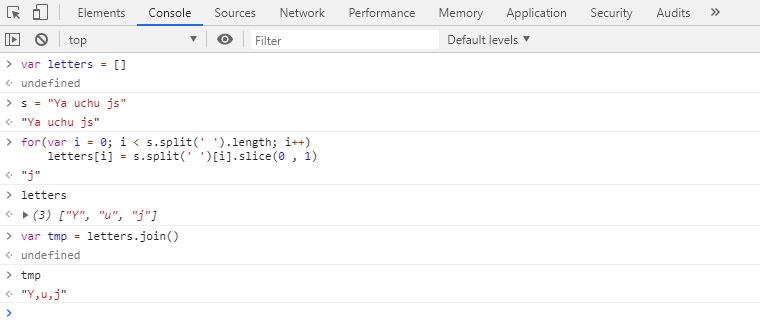 Elements Console Sources Network Performance Memory Application Security Audits »
top ▼ Filter Default levels ▼
> var letters = []
<· undefined
> s = "Ya uchu js"
<· "Ya uchu js"
> for(var i = 0; i < s.split(' ').length; i++)
letters[i] = s.split(' ')[i].slice(0 , 1)
<· "j"
> letters
<· ▶ (3) ["Y", "u", "j"]
> var tmp = letters.join()
<· undefined
> tmp
<· "Y,u,j"
>